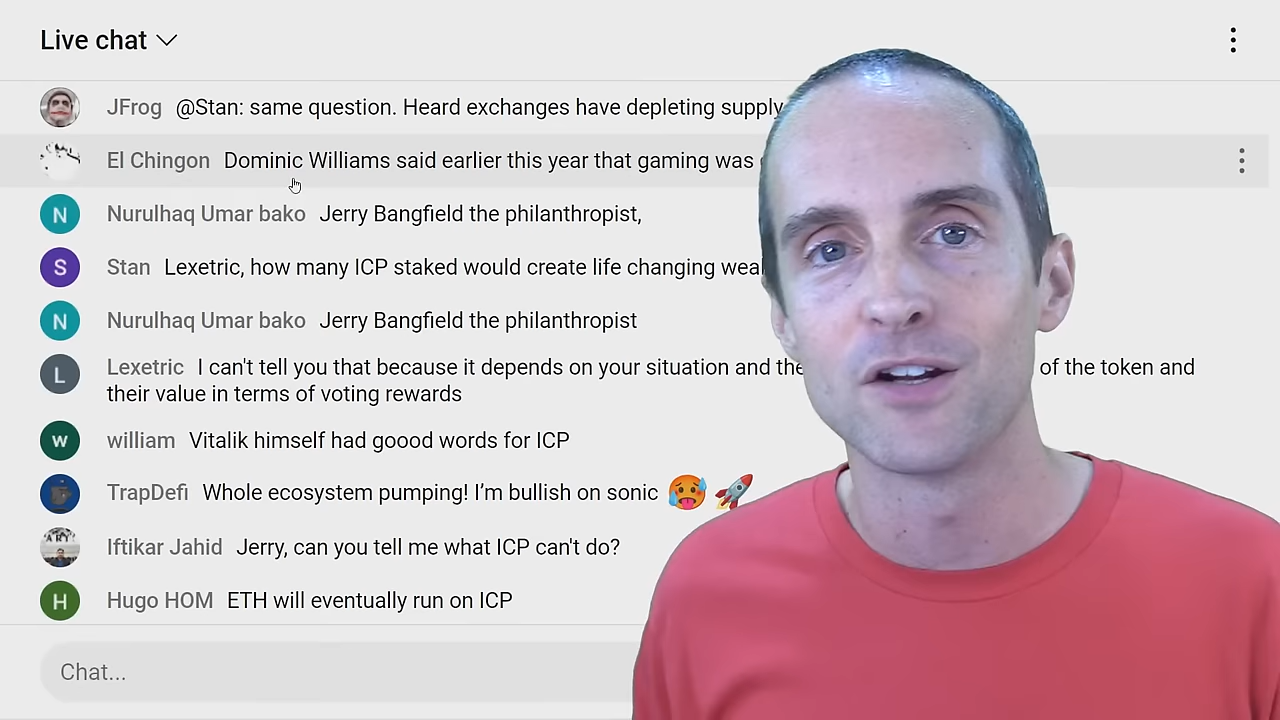 Live chat
JFrog @Stan: same question. Heard exchanges have depleting supply
El Chingon Dominic Williams said earlier this year that gaming was
N Nurulhaq Umar bako Jerry Bangfield the philanthropist,
S Stan Lexetric, how many ICP staked would create life changing
N Nurulhaq Umar bako Jerry Bangfield the philanthropist
L Lexetric I can't tell you that because it depends on your situation and the of the token and
their value in terms of voting rewards
w william Vitalik himself had goood words for ICP
TrapDefi Whole ecosystem pumping! I’m bullish on sonic 🥵 🚀
Iftikar Jahid Jerry, can you tell me what ICP can't do?
H Hugo HOM ETH will eventually run on ICP
Chat...